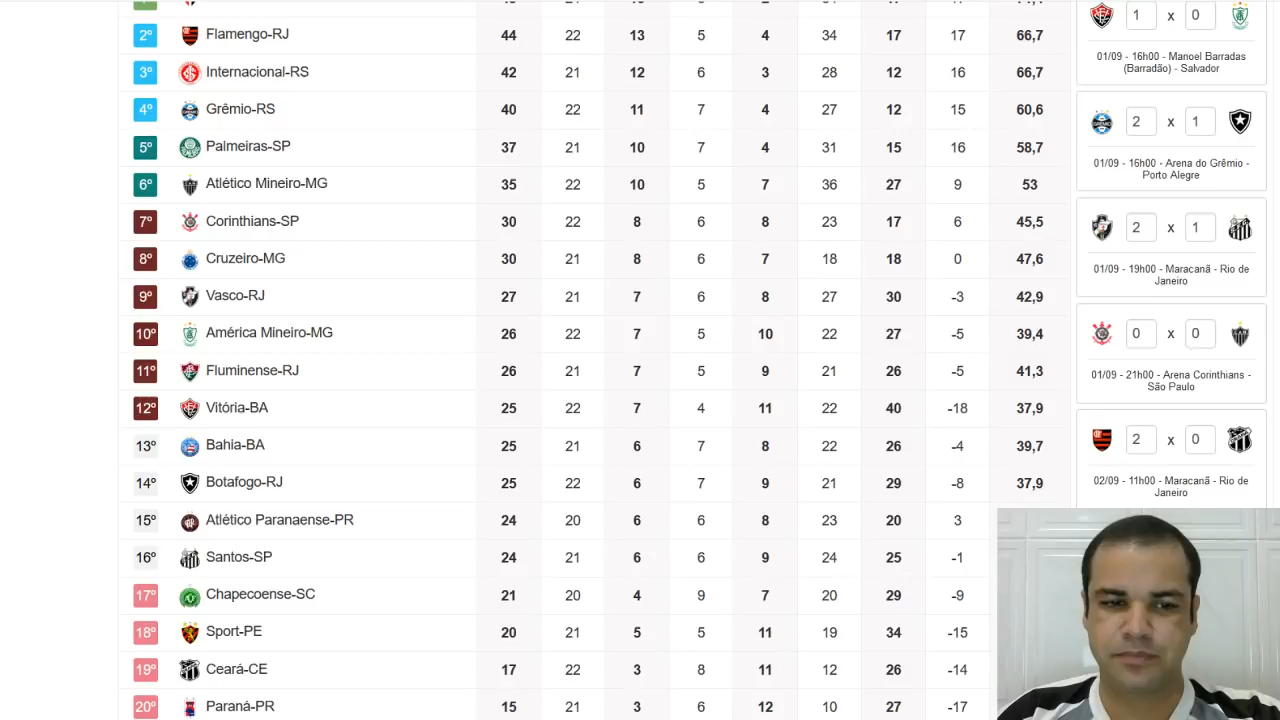 2º Flamengo-RJ 44 22 13 5 4 34 17 17 66,7
3º Internacional-RS 42 21 12 6 3 28 12 16 66,7
4º Grêmio-RS 40 22 11 7 4 27 12 15 60,6
5º Palmeiras-SP 37 21 10 7 4 31 15 16 58,7
6º Atlético Mineiro-MG 35 22 10 5 7 36 27 9 53
7º Corinthians-SP 30 22 8 6 8 23 17 6 45,5
8º Cruzeiro-MG 30 21 8 6 7 18 18 0 47,6
9º Vasco-RJ 27 21 7 6 8 27 30 -3 42,9
10º América Mineiro-MG 26 22 7 5 10 22 27 -5 39,4
11º Fluminense-RJ 26 21 7 5 9 21 26 -5 41,3
12º Vitória-BA 25 22 7 4 11 22 40 -18 37,9
13º Bahia-BA 25 21 6 7 8 22 26 -4 39,7
14º Botafogo-RJ 25 22 6 7 9 21 29 -8 37,9
15º Atlético Paranaense-PR 24 20 6 6 8 23 20 3
16º Santos-SP 24 21 6 6 9 24 25 -1
17º Chapecoense-SC 21 20 4 9 7 20 29 -9
18º Sport-PE 20 21 5 5 11 19 34 -15
19º Ceará-CE 17 22 3 8 11 12 26 -14
20º Paraná-PR 15 21 3 6 12 10 27 -17
1 x 0
01/09 - 16h00 - Manoel Barradas
(Barradão) - Salvador
2 x 1
01/09 - 16h00 - Arena do Grêmio -
Porto Alegre
2 x 1
01/09 - 19h00 - Maracanã - Rio de
Janeiro
0 x 0
01/09 - 21h00 - Arena Corinthians -
São Paulo
2 x 0
02/09 - 11h00 - Maracanã - Rio de
Janeiro